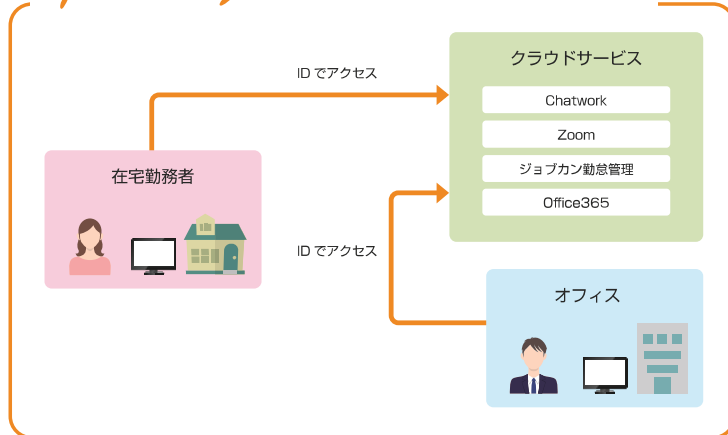 クラウドサービス
IDでアクセス
Chatwork
Zoom
ジョブカン勤怠管理
Office365
在宅勤務者
IDでアクセス
オフィス